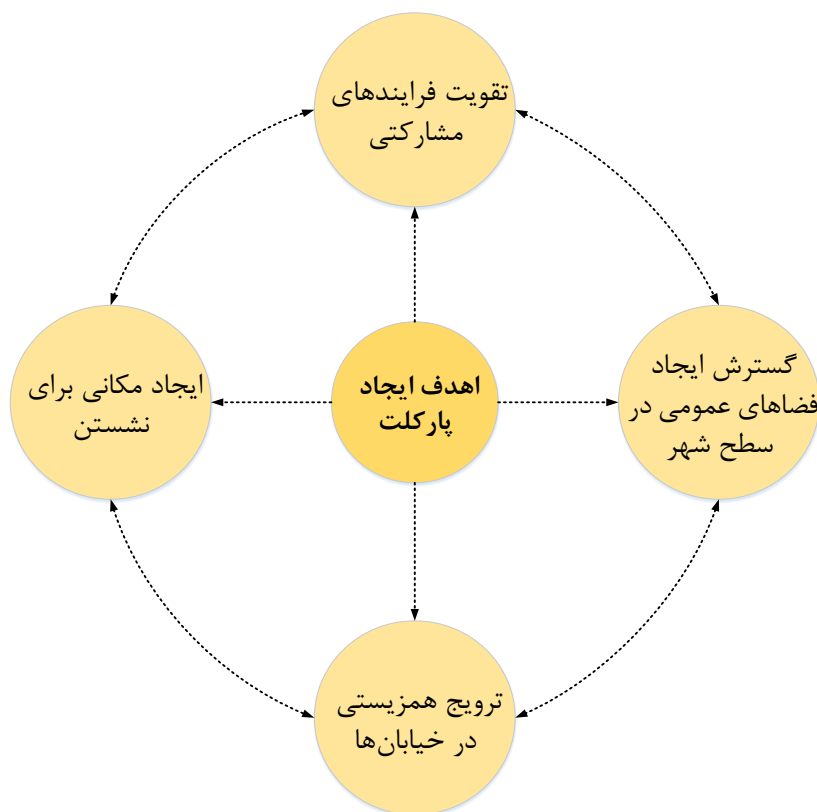 تقویت فرایندهای
مشارکتی
گسترش ایجاد
فضاهای عمومی در
سطح شهر
اهدف ایجاد
پارکلت
ایجاد مکانی برای
نشستن
ترویج همزیستی
در خیابان‌ها